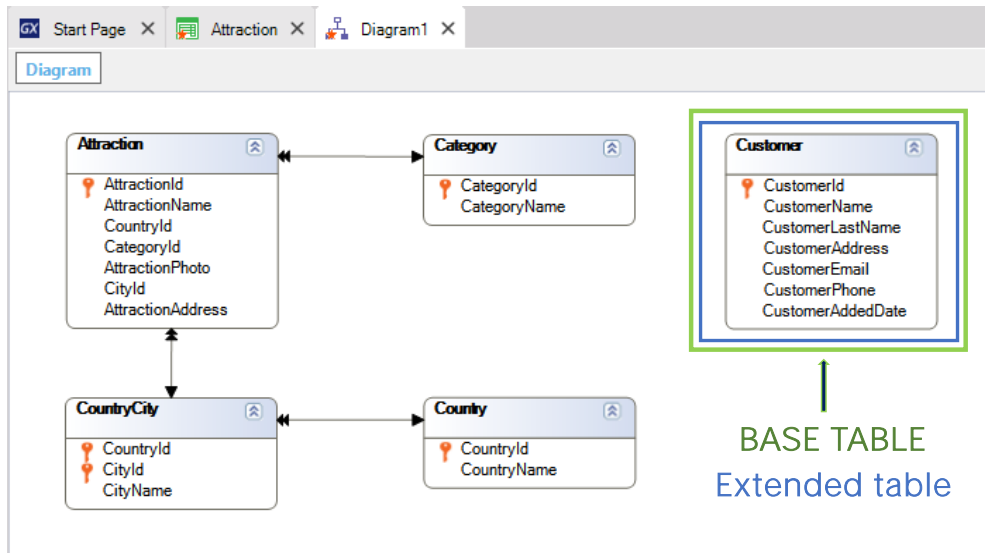 GX Start Page Attraction Diagram1
Diagram
Attraction
AttractionId
AttractionName
CountryId
CategoryId
AttractionPhoto
CityId
AttractionAddress
Category
CategoryId
CategoryName
Customer
CustomerId
CustomerName
CustomerLastName
CustomerAddress
CustomerEmail
CustomerPhone
CustomerAddedDate
CountryCity
CountryId
CityId
CityName
Country
CountryId
CountryName
BASE TABLE
Extended table